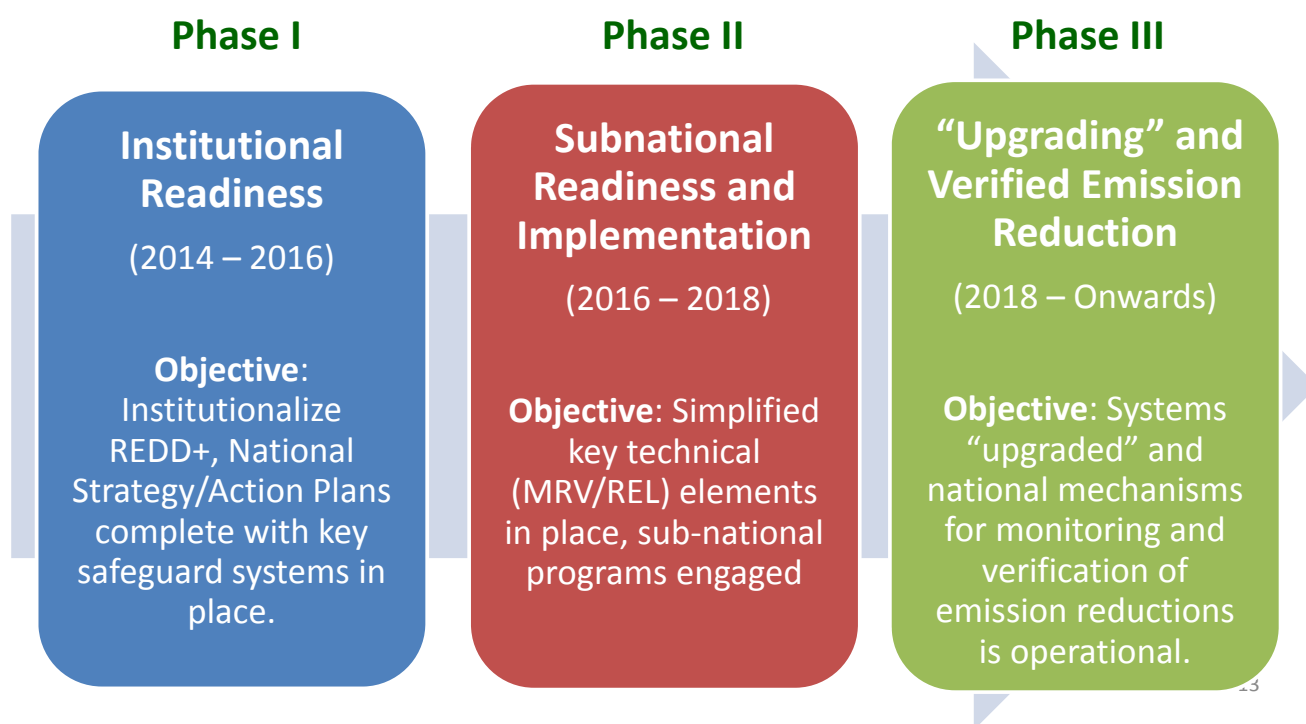 Phase I
Institutional
Readiness
(2014 – 2016)
Objective:
Institutionalize
REDD+, National
Strategy/Action Plans
complete with key
safeguard systems in
place.
Phase II
Subnational
Readiness and
Implementation
(2016 – 2018)
Objective: Simplified
key technical
(MRV/REL) elements
in place, sub-national
programs engaged
Phase III
“Upgrading” and
Verified Emission
Reduction
(2018 – Onwards)
Objective: Systems
“upgraded” and
national mechanisms
for monitoring and
verification of
emission reductions
is operational.
13